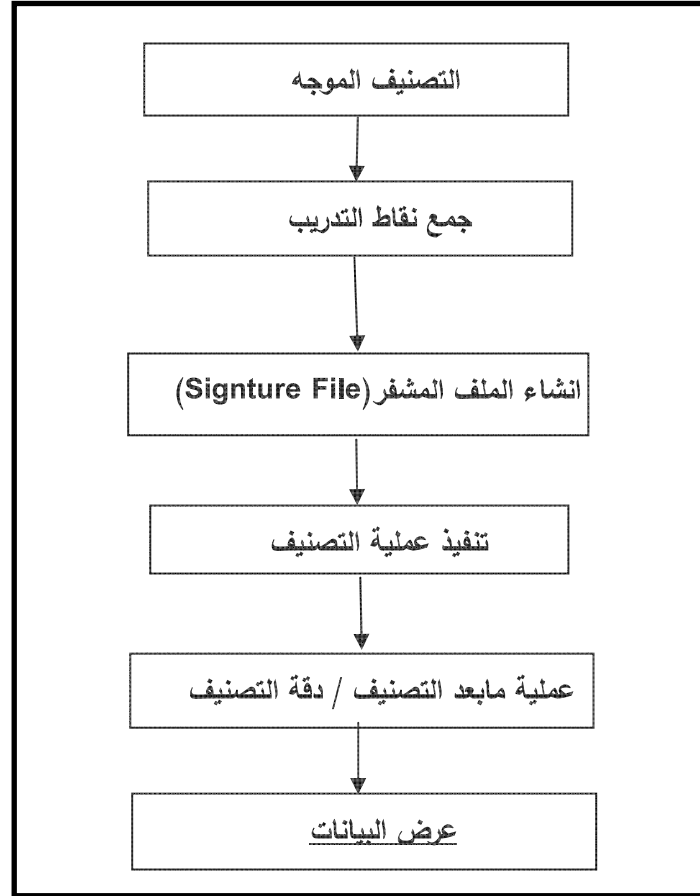 التصنيف الموجه
جمع نقاط التدريب
انشاء الملف المشفر(Signture File)
تنفيذ عملية التصنيف
عملية مابعد التصنيف / دقة التصنيف
عرض البيانات